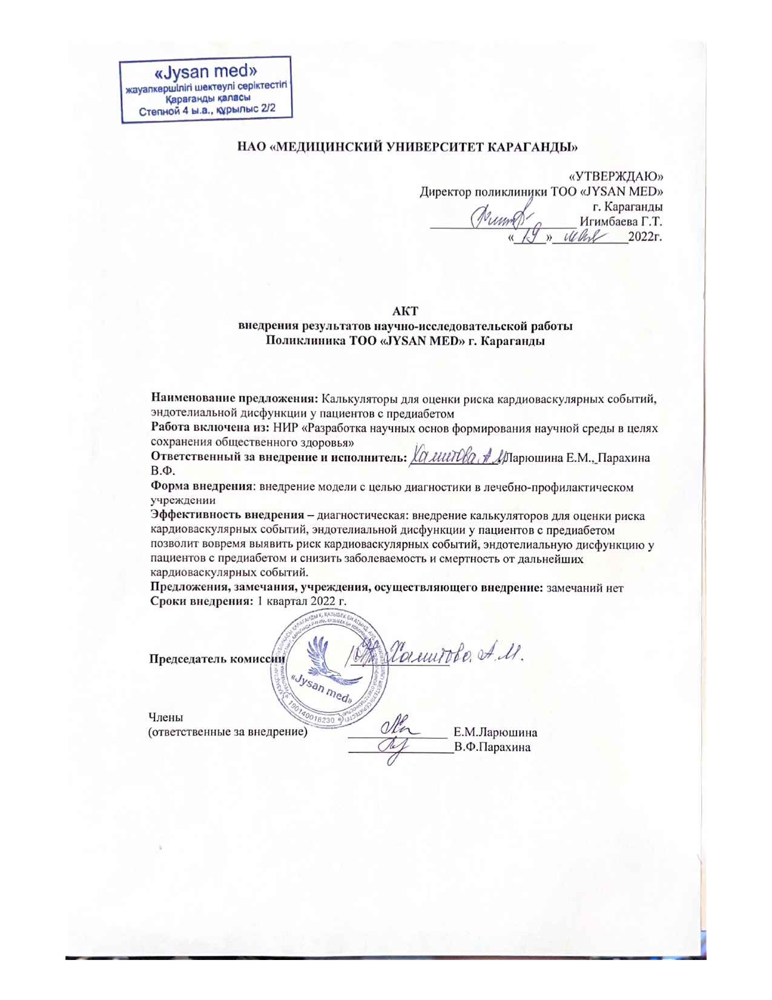 «Jysan med»
жауапкершілігі шектеулі серіктестігі
Қарағанды қаласы
Степной 4 ы.а., құрылыс 2/2
НАО «МЕДИЦИНСКИЙ УНИВЕРСИТЕТ КАРАГАНДЫ»
«УТВЕРЖДАЮ»
Директор поликлиники ТОО «JYSAN MED»
г. Караганды
Игимбаева Г.Т.
«19» мая 2022г.
АКТ
внедрения результатов научно-исследовательской работы
Поликлиника ТОО «JYSAN MED» г. Караганды
Наименование предложения: Калькуляторы для оценки риска кардиоваскулярных событий,
эндотелиальной дисфункции у пациентов с предиабетом
Работа включена из: НИР «Разработка научных основ формирования научной среды в целях
сохранения общественного здоровья»
Ответственный за внедрение и исполнитель: Хамитова А.М, Ларюшина Е.М., Парахина
В.Ф.
Форма внедрения: внедрение модели с целью диагностики в лечебно-профилактическом
учреждении
Эффективность внедрения – диагностическая: внедрение калькуляторов для оценки риска
кардиоваскулярных событий, эндотелиальной дисфункции у пациентов с предиабетом
позволит вовремя выявить риск кардиоваскулярных событий, эндотелиальную дисфункцию у
пациентов с предиабетом и снизить заболеваемость и смертность от дальнейших
кардиоваскулярных событий.
Предложения, замечания, учреждения, осуществляющего внедрение: замечаний нет
Сроки внедрения: 1 квартал 2022 г.
Председатель комиссии Хамитова. А.М.
«Jysan med»
190140018230
Члены
(ответственные за внедрение) Е.М.Ларюшина
В.Ф.Парахина